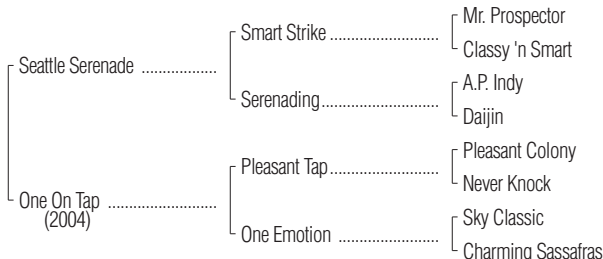 Mr. Prospector
Smart Strike ......................
Classy 'n Smart
Seattle Serenade .................
A.P. Indy
Serenading ........................
Daijin
Pleasant Colony
Pleasant Tap ......................
Never Knock
One On Tap ........................
(2004)
Sky Classic
One Emotion ......................
Charming Sassafras